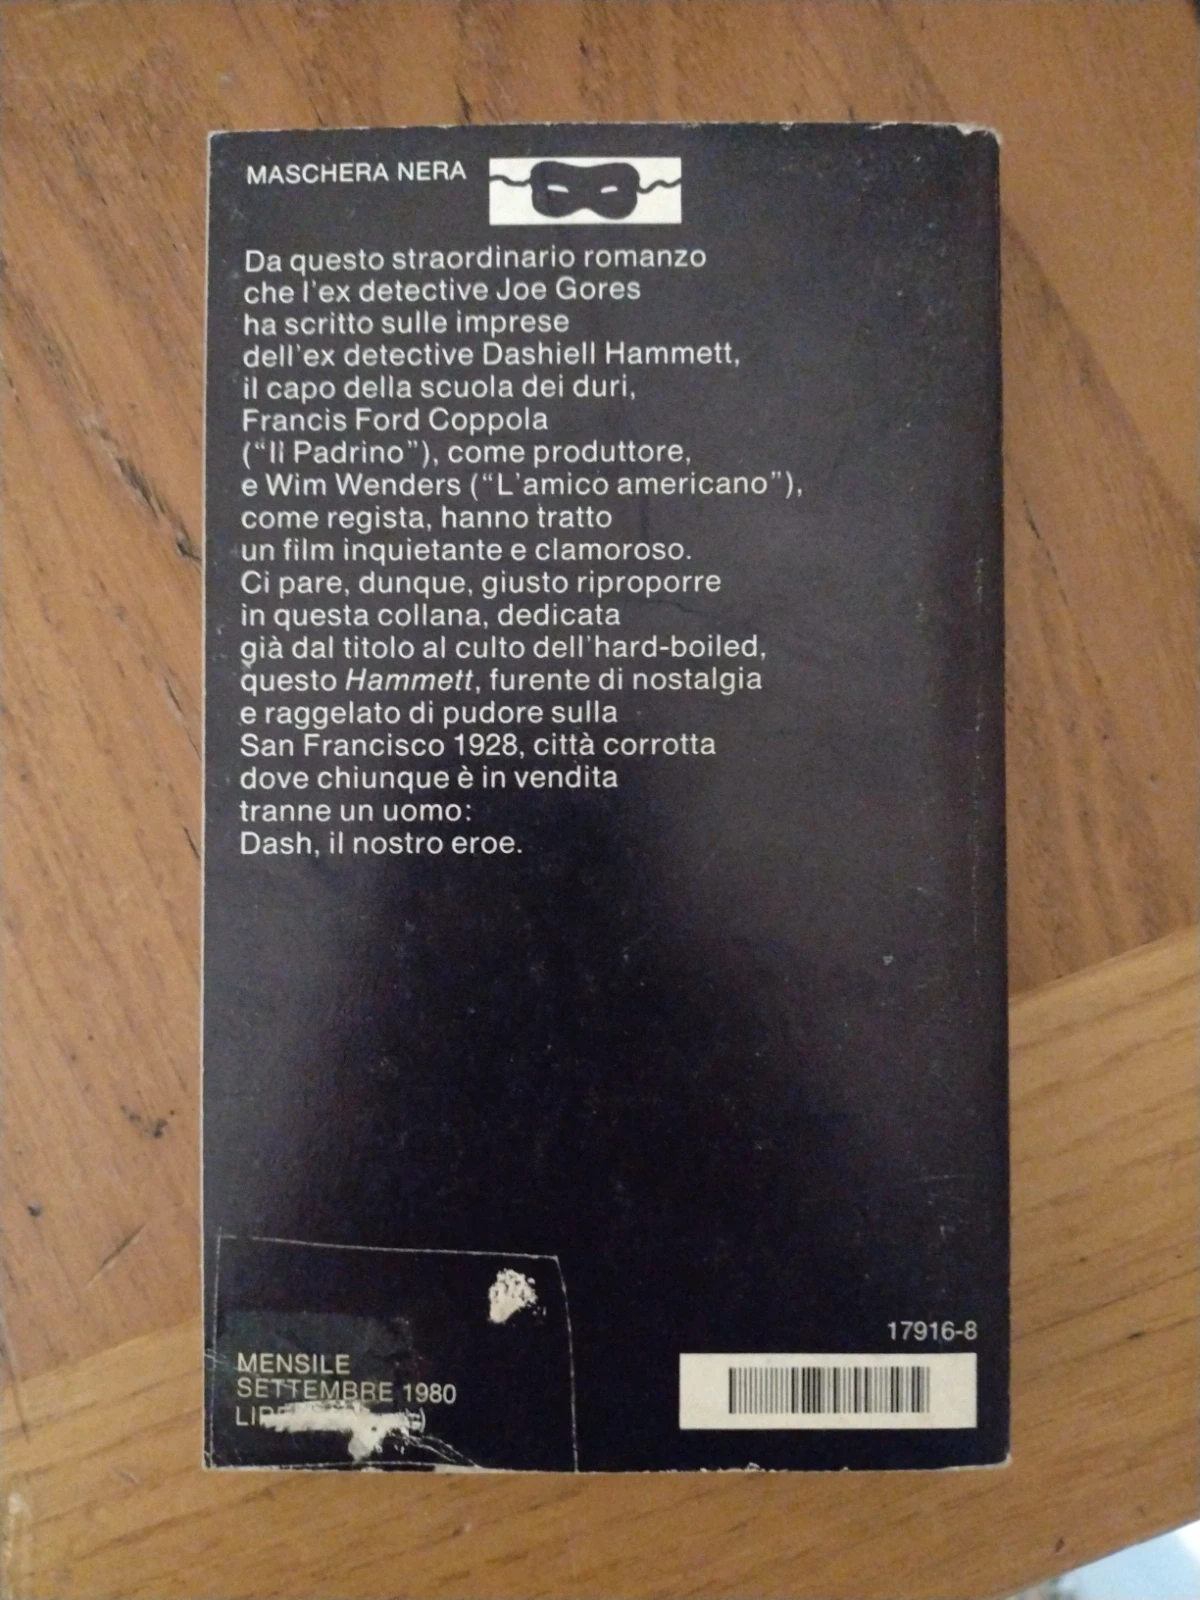 MASCHERA NERA
Da questo straordinario romanzo
che l'ex detective Joe Gores
ha scritto sulle imprese
dell'ex detective Dashiell Hammett,
il capo della scuola dei duri,
Francis Ford Coppola
("Il Padrino"), come produttore,
e Wim Wenders ("L'amico americano"),
come regista, hanno tratto
un film inquietante e clamoroso.
Ci pare, dunque, giusto riproporre
in questa collana, dedicata
già dal titolo al culto dell'hard-boiled,
questo Hammett, furente di nostalgia
e raggelato di pudore sulla
San Francisco 1928, città corrotta
dove chiunque è in vendita
tranne un uomo:
Dash, il nostro eroe.
17916-8
MENSILE
SETTEMBRE 1980